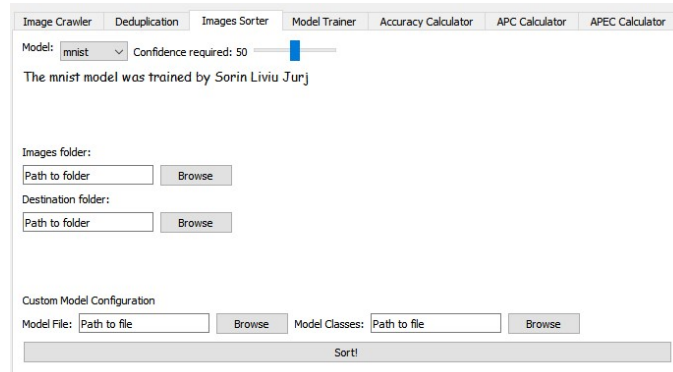 Image Crawler Deduplication Images Sorter Model Trainer Accuracy Calculator APC Calculator APEC Calculator
Model: mnist Confidence required: 50
The mnist model was trained by Sorin Liviu Jurj
Images folder:
Path to folder Browse
Destination folder:
Path to folder Browse
Custom Model Configuration
Model File: Path to file Browse Model Classes: Path to file Browse
Sort!